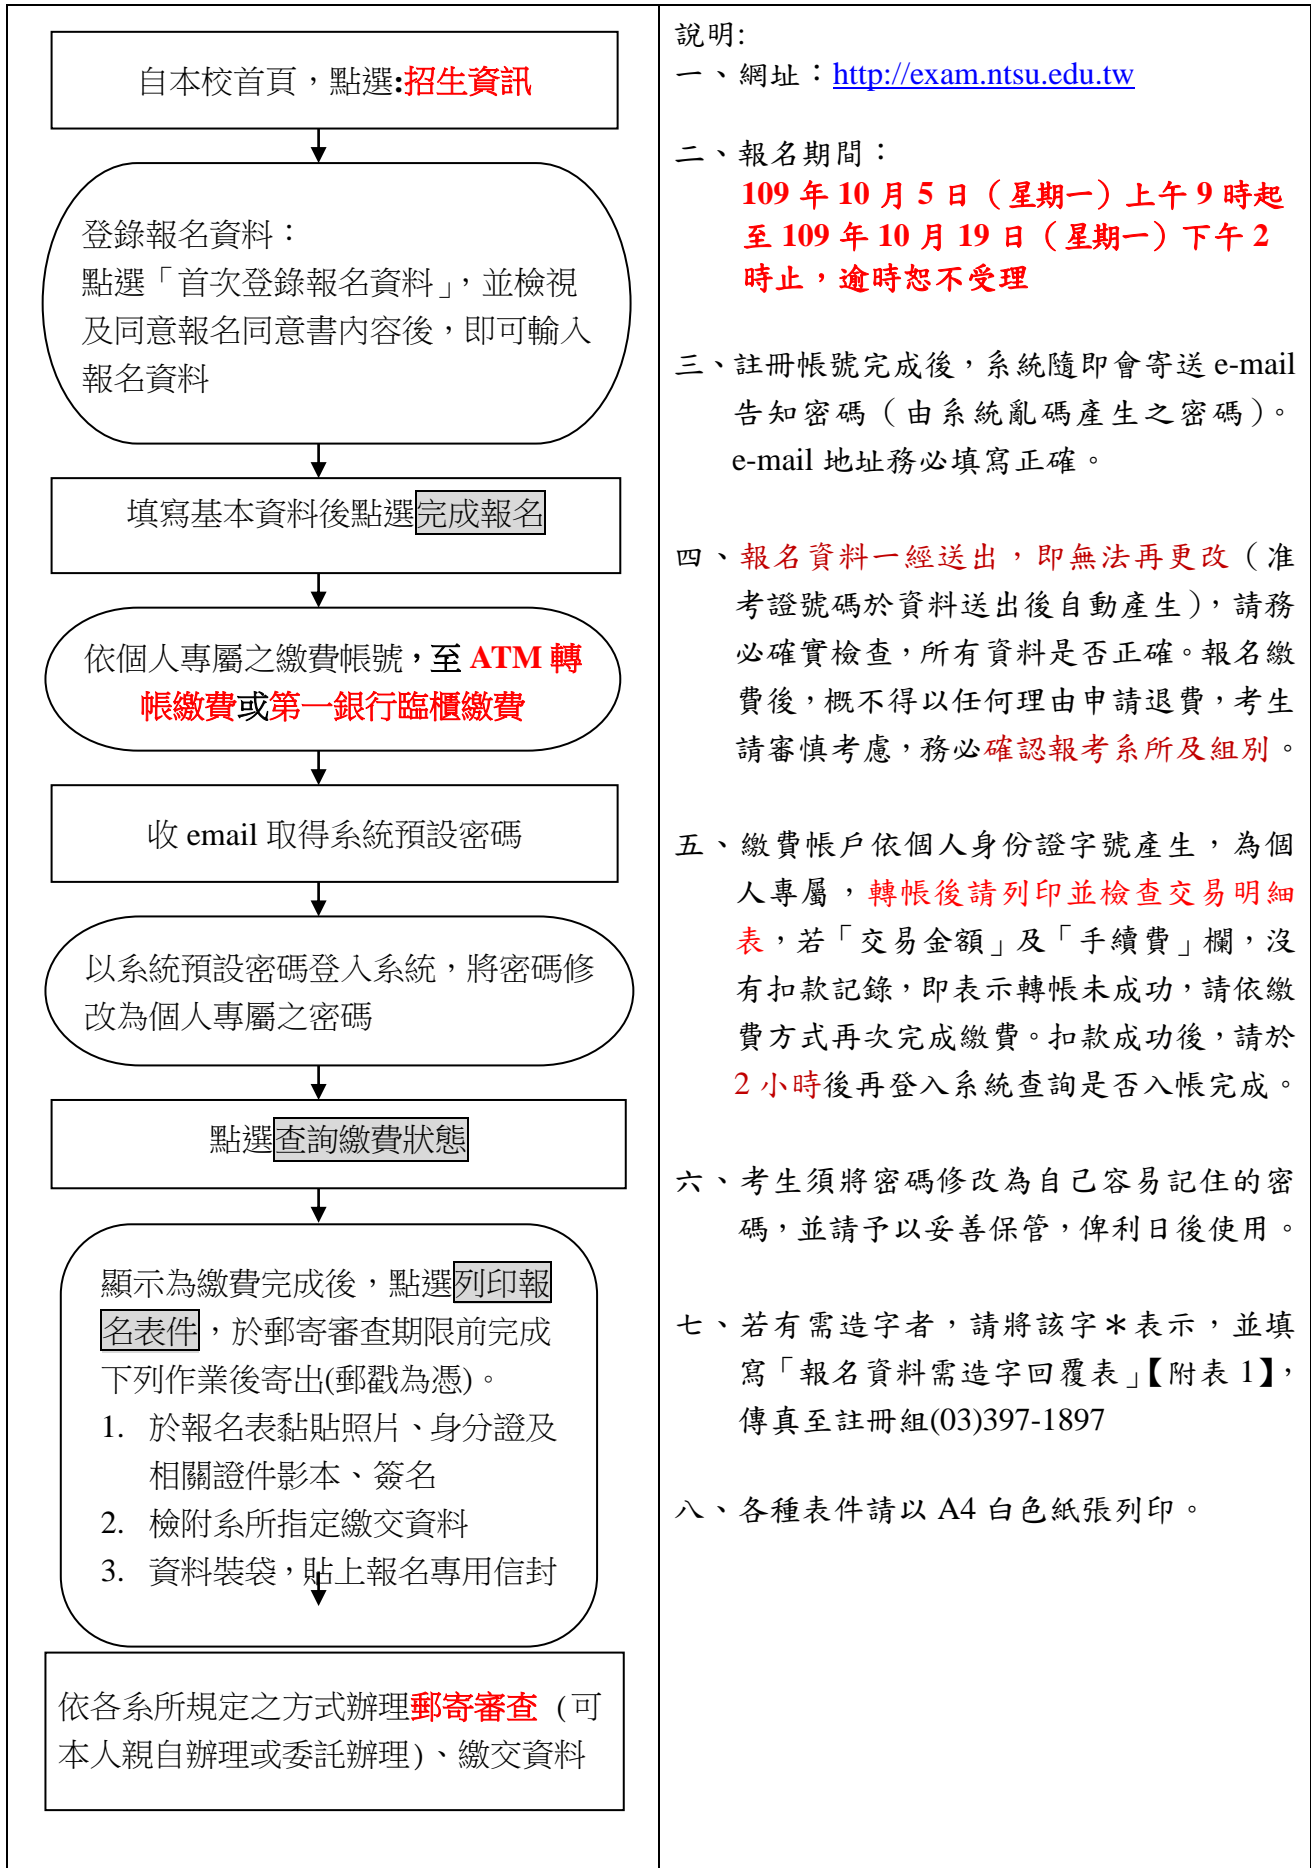 自本校首頁，點選:招生資訊
登錄報名資料：
點選「首次登錄報名資料」，並檢視
及同意報名同意書內容後，即可輸入
報名資料
填寫基本資料後點選完成報名
依個人專屬之繳費帳號，至 ATM 轉
帳繳費或第一銀行臨櫃繳費
收 email 取得系統預設密碼
以系統預設密碼登入系統，將密碼修
改為個人專屬之密碼
點選查詢繳費狀態
顯示為繳費完成後，點選列印報
名表件，於郵寄審查期限前完成
下列作業後寄出(郵戳為憑)。
1. 於報名表黏貼照片、身分證及
相關證件影本、簽名
2. 檢附系所指定繳交資料
3. 資料裝袋，貼上報名專用信封
依各系所規定之方式辦理郵寄審查（可
本人親自辦理或委託辦理）、繳交資料
說明:
一、網址：http://exam.ntsu.edu.tw
二、報名期間：
109 年 10 月 5 日（星期一）上午 9 時起
至 109 年 10 月 19 日（星期一）下午 2
時止，逾時恕不受理
三、註冊帳號完成後，系統隨即會寄送 e-mail
告知密碼（由系統亂碼產生之密碼）。
e-mail 地址務必填寫正確。
四、報名資料一經送出，即無法再更改（准
考證號碼於資料送出後自動產生），請務
必確實檢查，所有資料是否正確。報名繳
費後，概不得以任何理由申請退費，考生
請審慎考慮，務必確認報考系所及組別。
五、繳費帳戶依個人身份證字號產生，為個
人專屬，轉帳後請列印並檢查交易明細
表，若「交易金額」及「手續費」欄，沒
有扣款記錄，即表示轉帳未成功，請依繳
費方式再次完成繳費。扣款成功後，請於
2 小時後再登入系統查詢是否入帳完成。
六、考生須將密碼修改為自己容易記住的密
碼，並請予以妥善保管，俾利日後使用。
七、若有需造字者，請將該字＊表示，並填
寫「報名資料需造字回覆表」【附表 1】，
傳真至註冊組(03)397-1897
八、各種表件請以 A4 白色紙張列印。